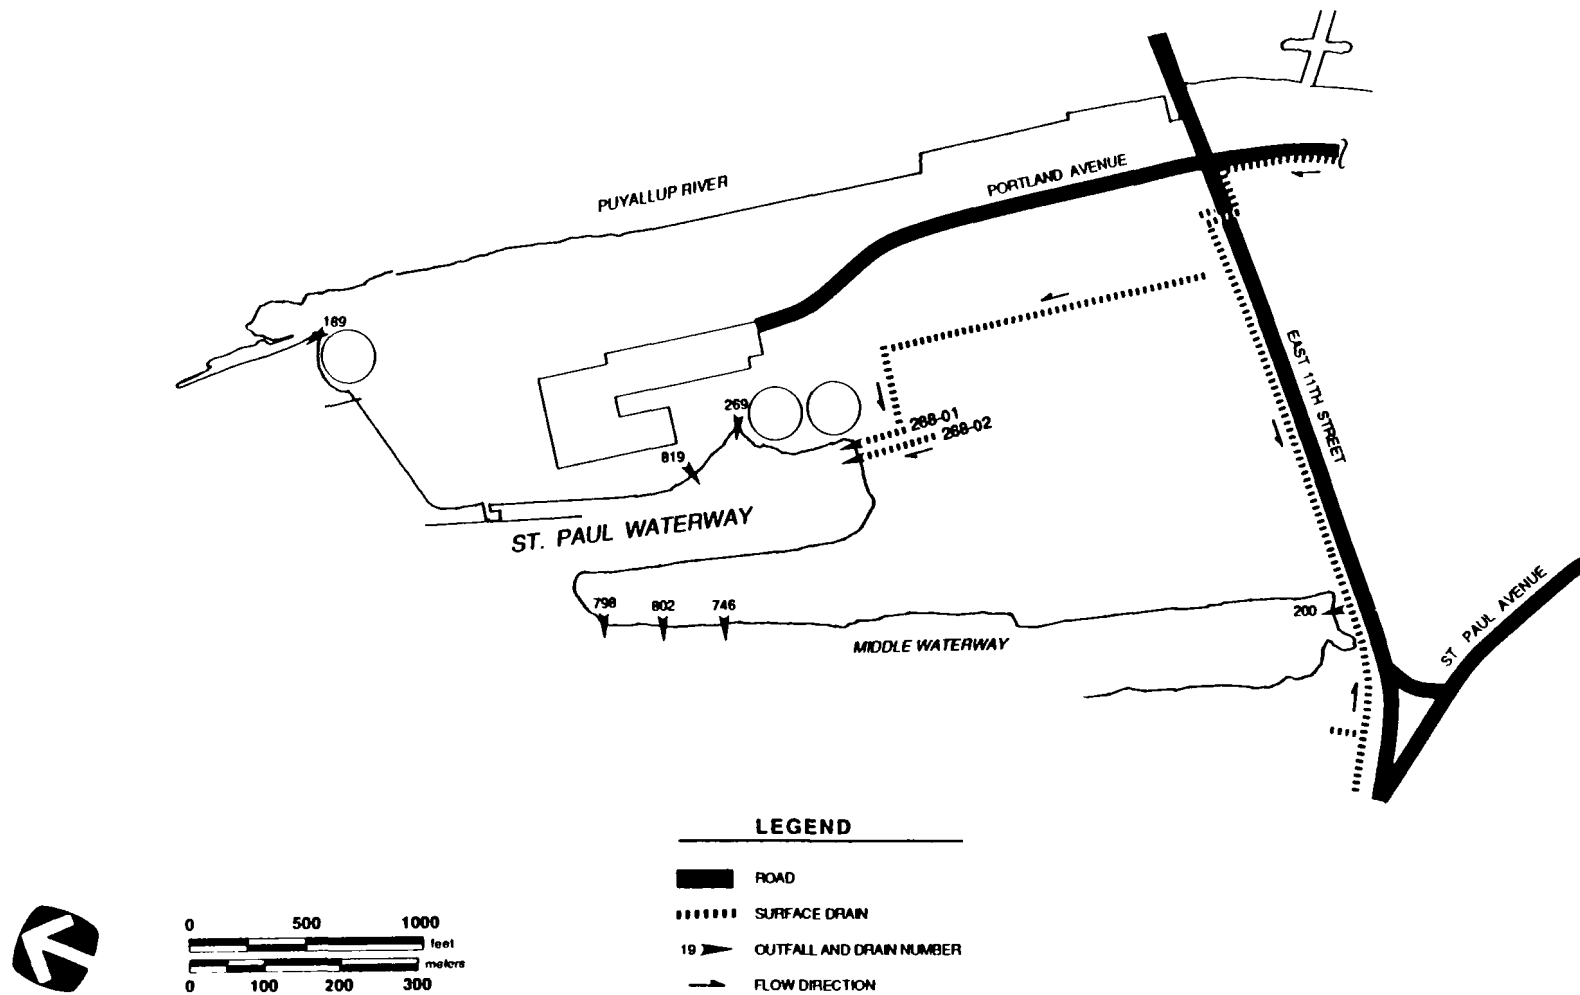 PUYALLUP RIVER
PORTLAND AVENUE
189
EAST 11TH STREET
269
268-01
268-02
819
ST. PAUL WATERWAY
798
802
746
200
MIDDLE WATERWAY
ST PAUL AVENUE
LEGEND
ROAD
SURFACE DRAIN
19 OUTFALL AND DRAIN NUMBER
FLOW DIRECTION
0 500 1000
feet
meters
0 100 200 300